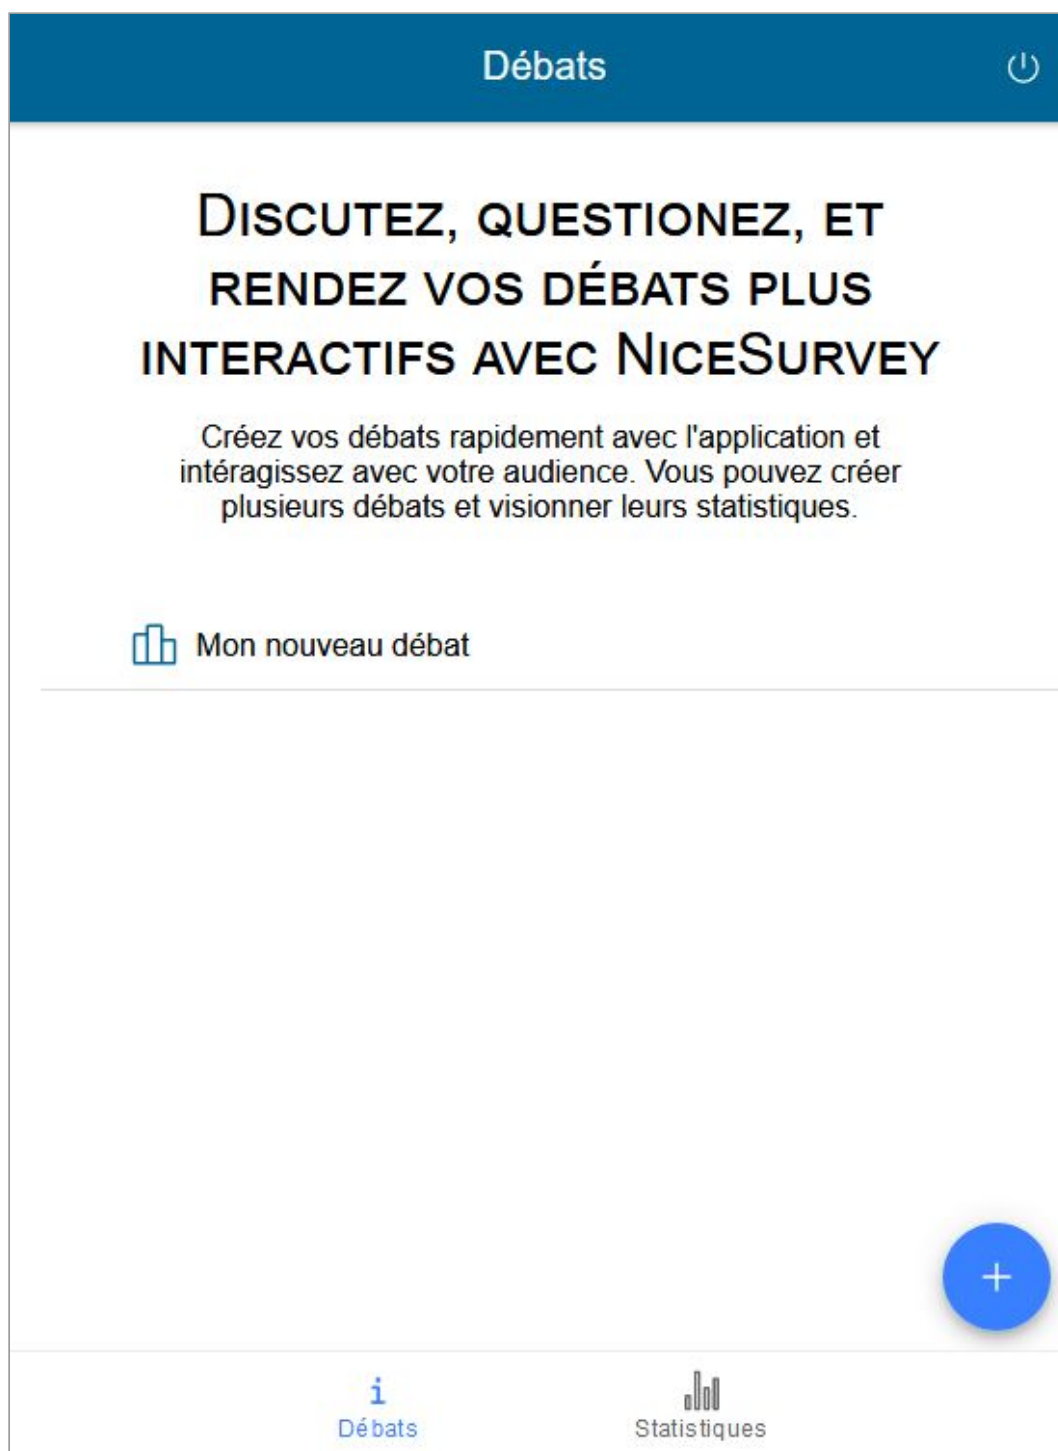 Débats
Discutez, questionez, et
rendez vos débats plus
interactifs avec NiceSurvey
Créez vos débats rapidement avec l'application et
intéragissez avec votre audience. Vous pouvez créer
plusieurs débats et visionner leurs statistiques.
Mon nouveau débat
Débats
Statistiques